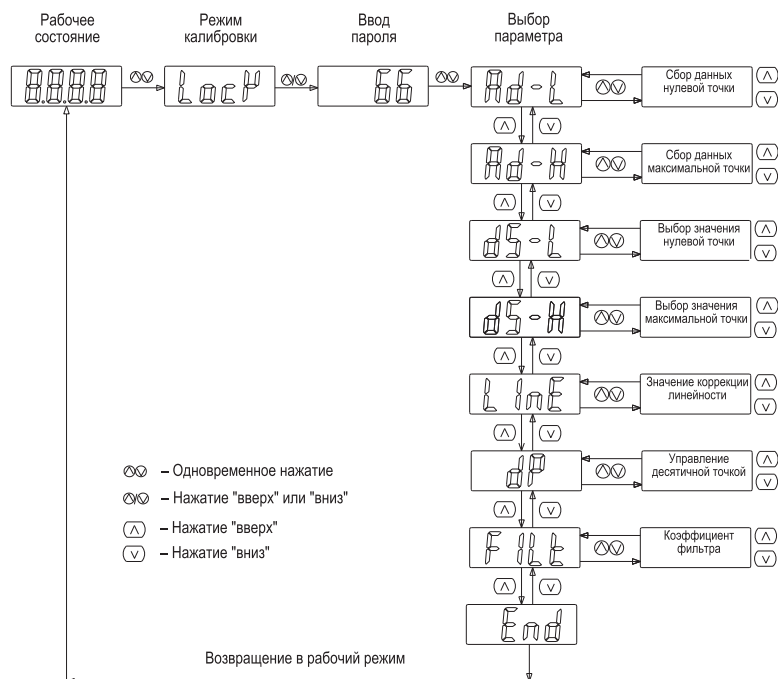 Рабочее
состояние
Режим
калибровки
Ввод
пароля
Выбор
параметра
8.8.8.8
LocK
66
Ad-L
Сбор данных
нулевой точки
Ad-H
Сбор данных
максимальной точки
dS-L
Выбор значения
нулевой точки
dS-H
Выбор значения
максимальной точки
LInE
Значение коррекции
линейности
dP
Управление
десятичной точкой
FILt
Коэффициент
фильтра
End
– Одновременное нажатие
– Нажатие "вверх" или "вниз"
– Нажатие "вверх"
– Нажатие "вниз"
Возвращение в рабочий режим